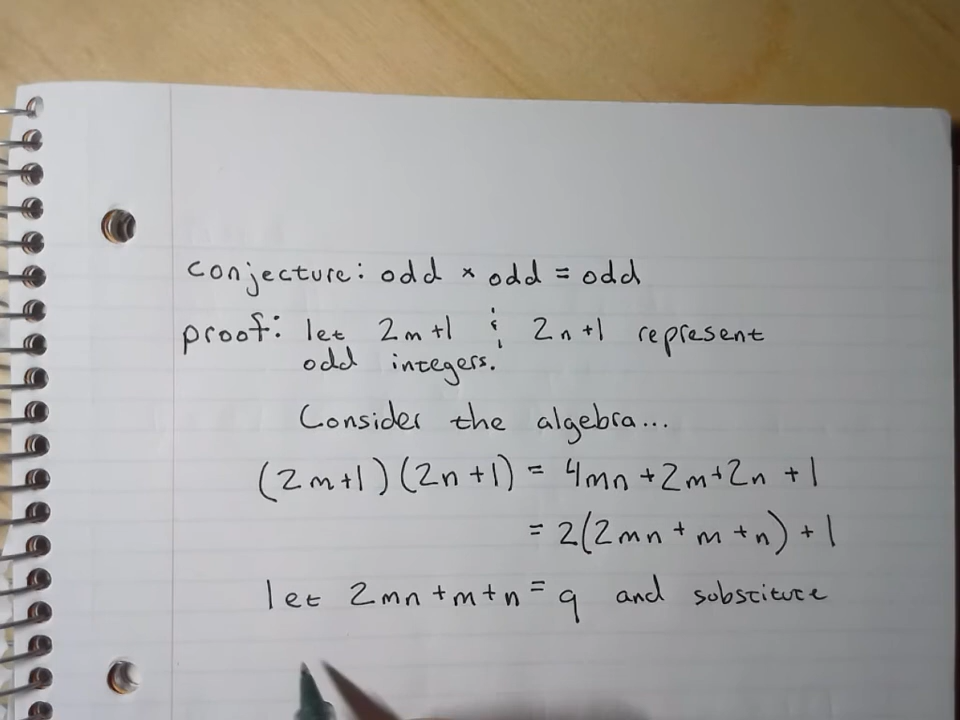 conjecture: odd × odd = odd
proof: let 2m+1 & 2n+1 represent
odd integers.
Consider the algebra...
(2m+1)(2n+1) = 4mn+2m+2n+1
= 2(2mn+m+n)+1
let 2mn+m+n = q and substitute